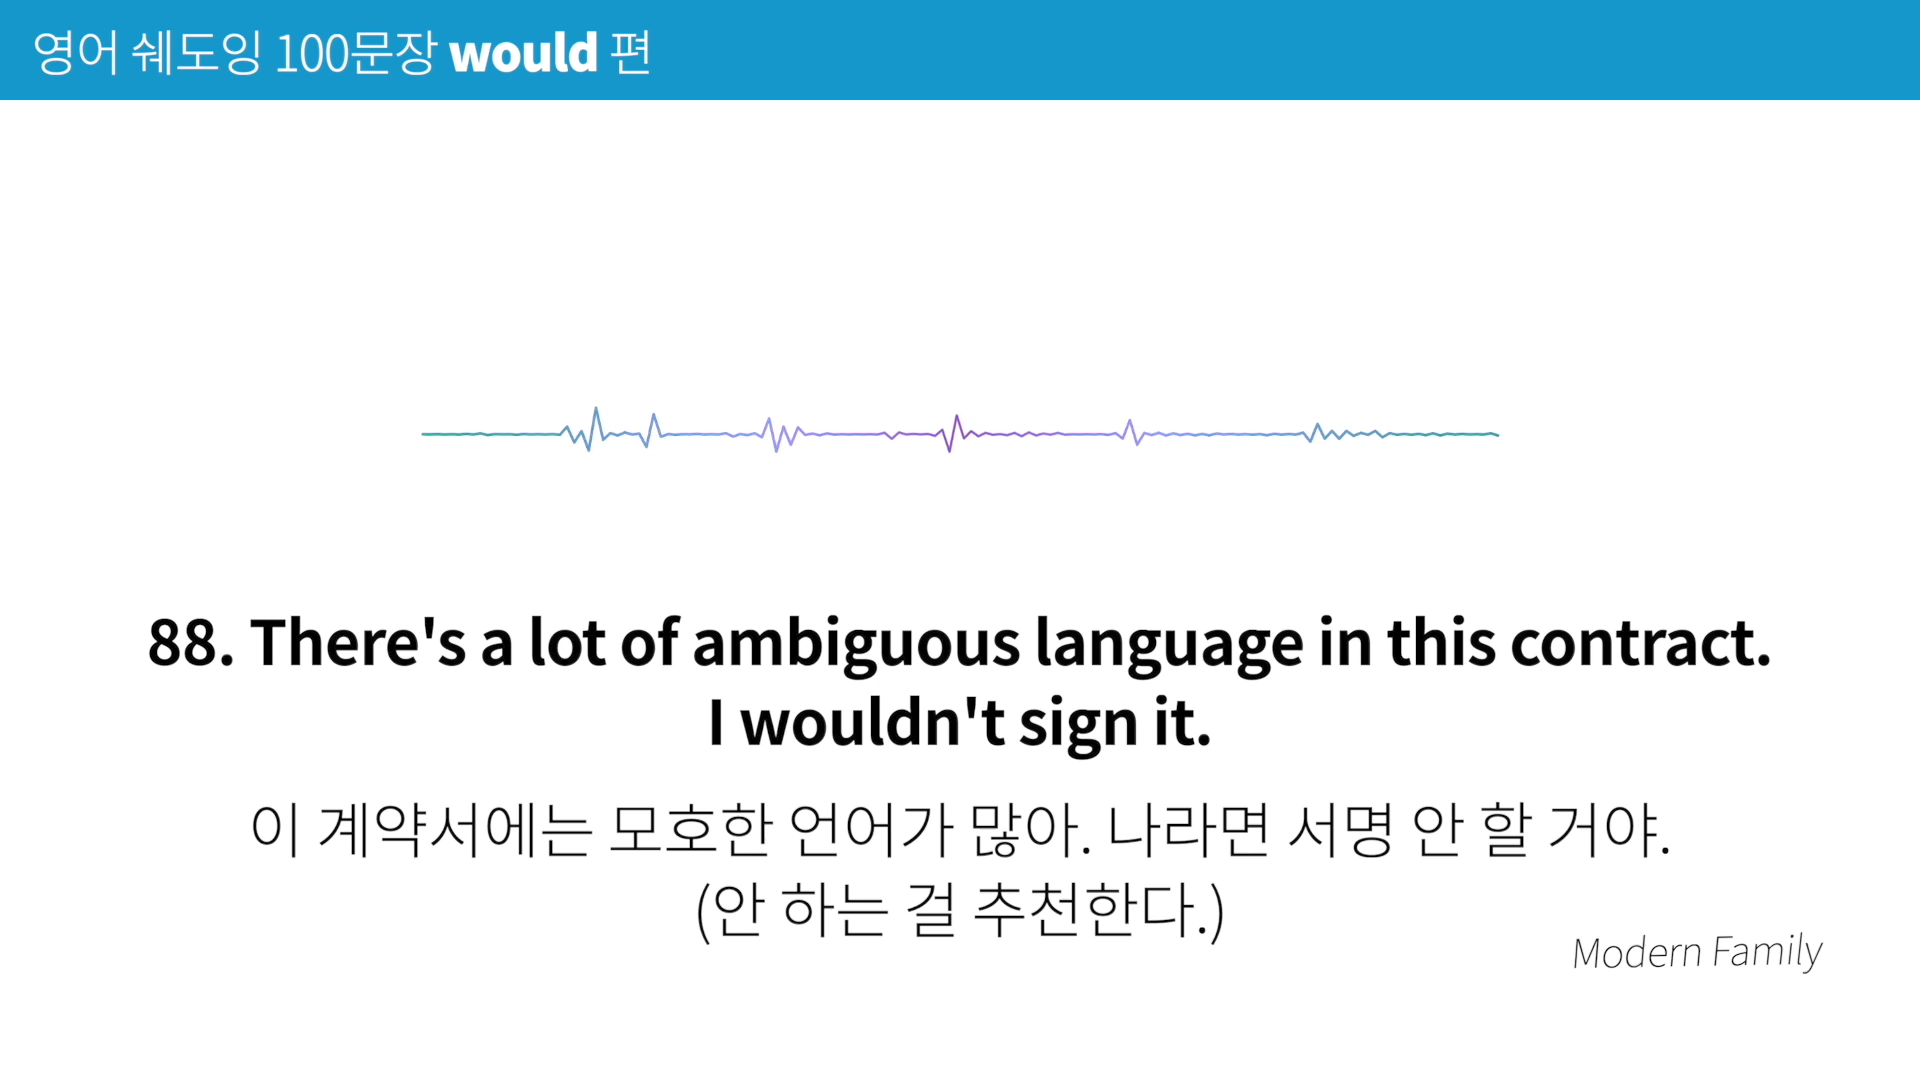 영어 쉐도잉 100문장 would 편
88. There's a lot of ambiguous language in this contract.
I wouldn't sign it.
이 계약서에는 모호한 언어가 많아. 나라면 서명 안 할 거야.
(안 하는 걸 추천한다.)
Modern Family